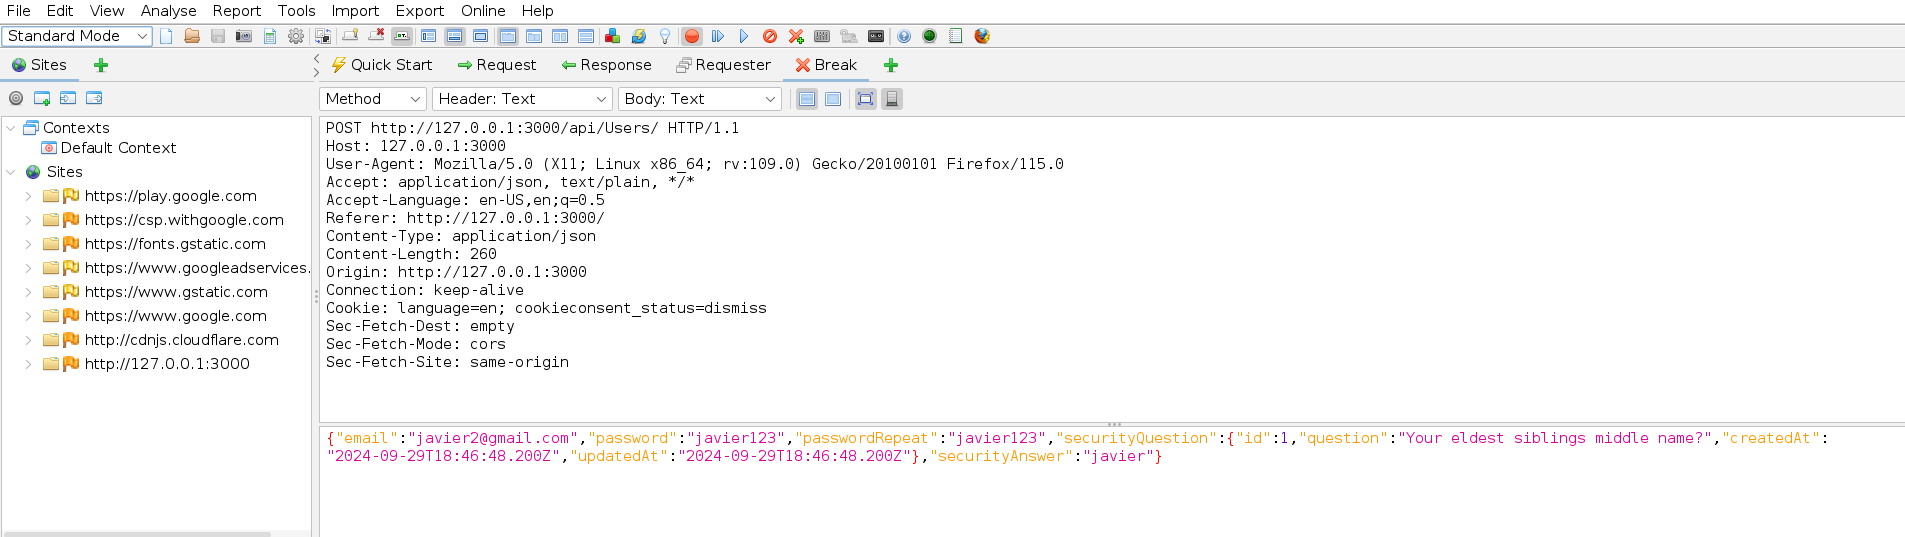 File Edit View Analyse Report Tools Import Export Online Help
Standard Mode
Sites
Quick Start Request Response Requester Break
Method Header: Text Body: Text
Contexts
Default Context
Sites
https://play.google.com
https://csp.withgoogle.com
https://fonts.gstatic.com
https://www.googleadservices.
https://www.gstatic.com
https://www.google.com
http://cdnjs.cloudflare.com
http://127.0.0.1:3000
POST http://127.0.0.1:3000/api/Users/ HTTP/1.1
Host: 127.0.0.1:3000
User-Agent: Mozilla/5.0 (X11; Linux x86_64; rv:109.0) Gecko/20100101 Firefox/115.0
Accept: application/json, text/plain, */*
Accept-Language: en-US,en;q=0.5
Referer: http://127.0.0.1:3000/
Content-Type: application/json
Content-Length: 260
Origin: http://127.0.0.1:3000
Connection: keep-alive
Cookie: language=en; cookieconsent_status=dismiss
Sec-Fetch-Dest: empty
Sec-Fetch-Mode: cors
Sec-Fetch-Site: same-origin
{"email":"javier2@gmail.com","password":"javier123","passwordRepeat":"javier123","securityQuestion":{"id":1,"question":"Your eldest siblings middle name?","createdAt":
"2024-09-29T18:46:48.200Z","updatedAt":"2024-09-29T18:46:48.200Z"},"securityAnswer":"javier"}